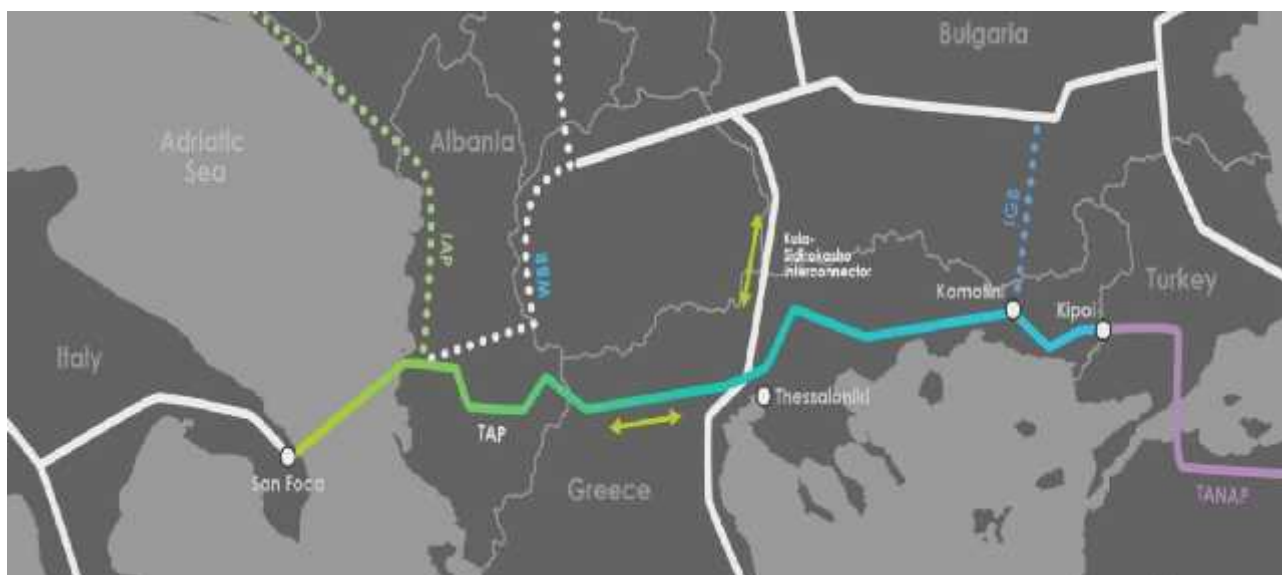 Bulgaria
Adriatic
Sea
Albania
IAP
WBR
Kula-
Sidirokastro
interconnector
IGB
Komotini
Kipoi
Turkey
Italy
Thessaloniki
TAP
San Foca
Greece
TANAP